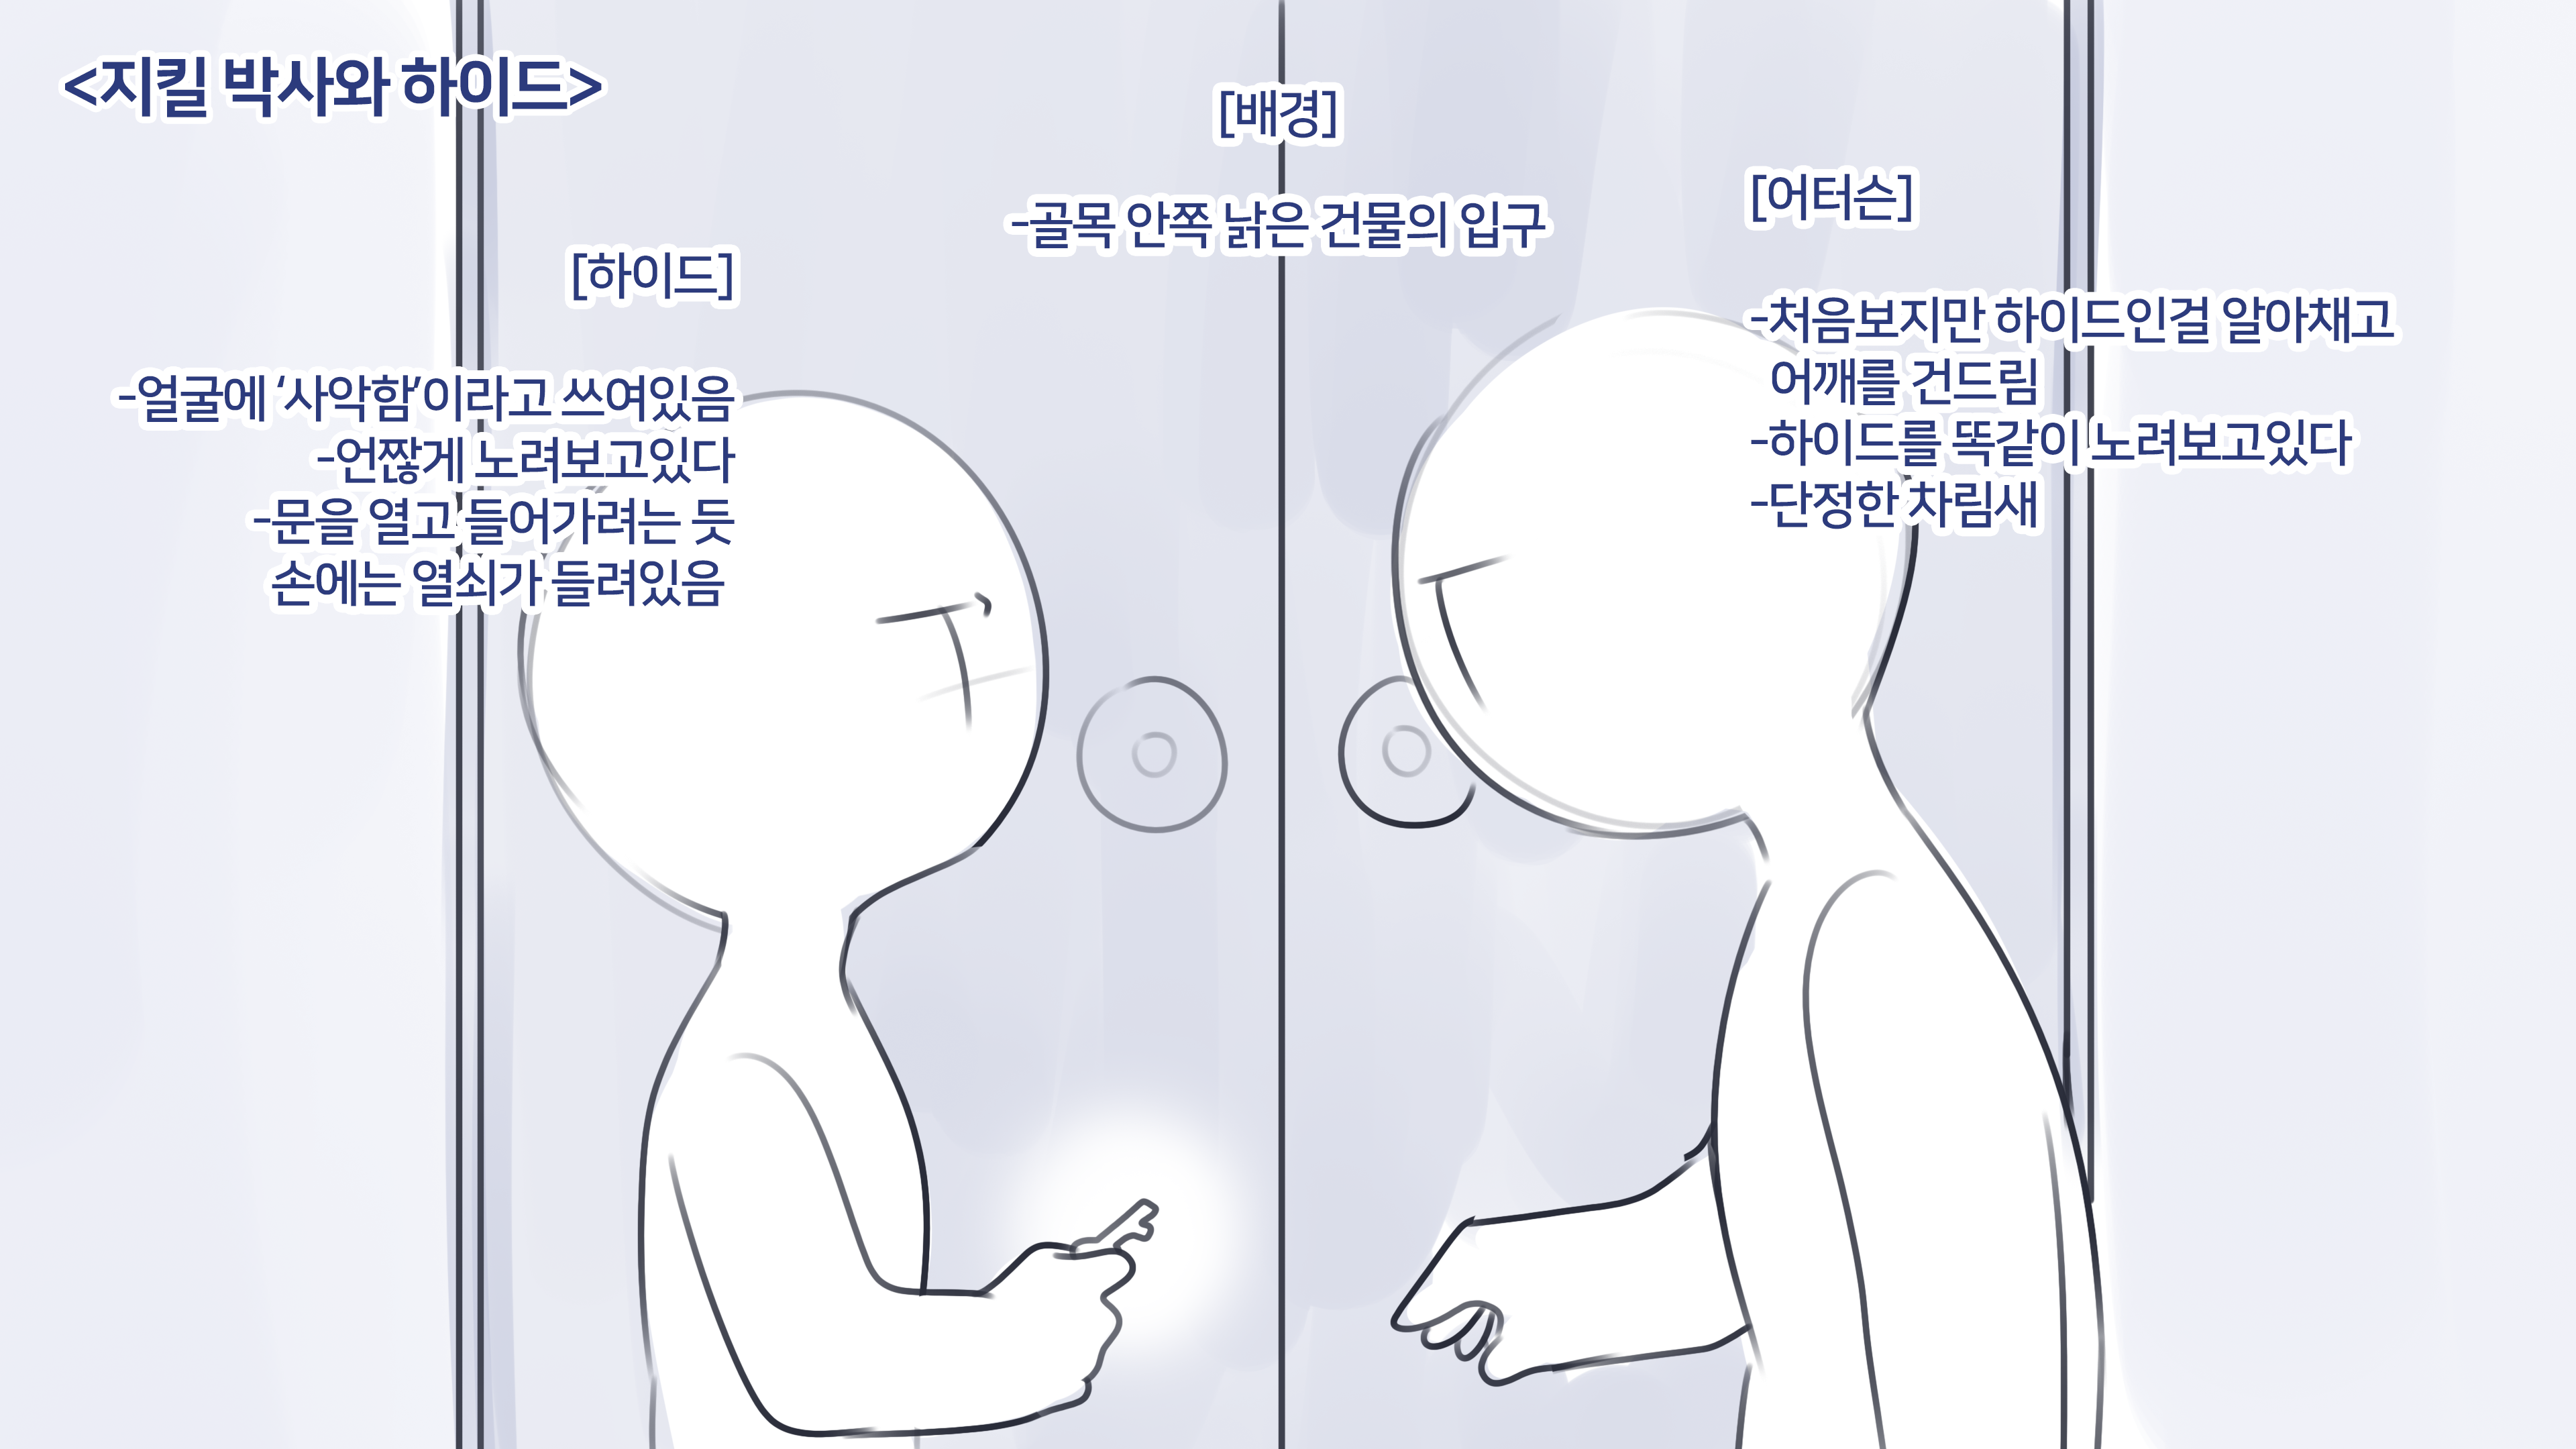 <지킬 박사와 하이드>
[배경]
-골목 안쪽 낡은 건물의 입구
[하이드]
-얼굴에 ‘사악함’이라고 쓰여있음
-언짢게 노려보고있다
-문을 열고 들어가려는 듯
손에는 열쇠가 들려있음
[어터슨]
-처음보지만 하이드인걸 알아채고
어깨를 건드림
-하이드를 똑같이 노려보고있다
-단정한 차림새